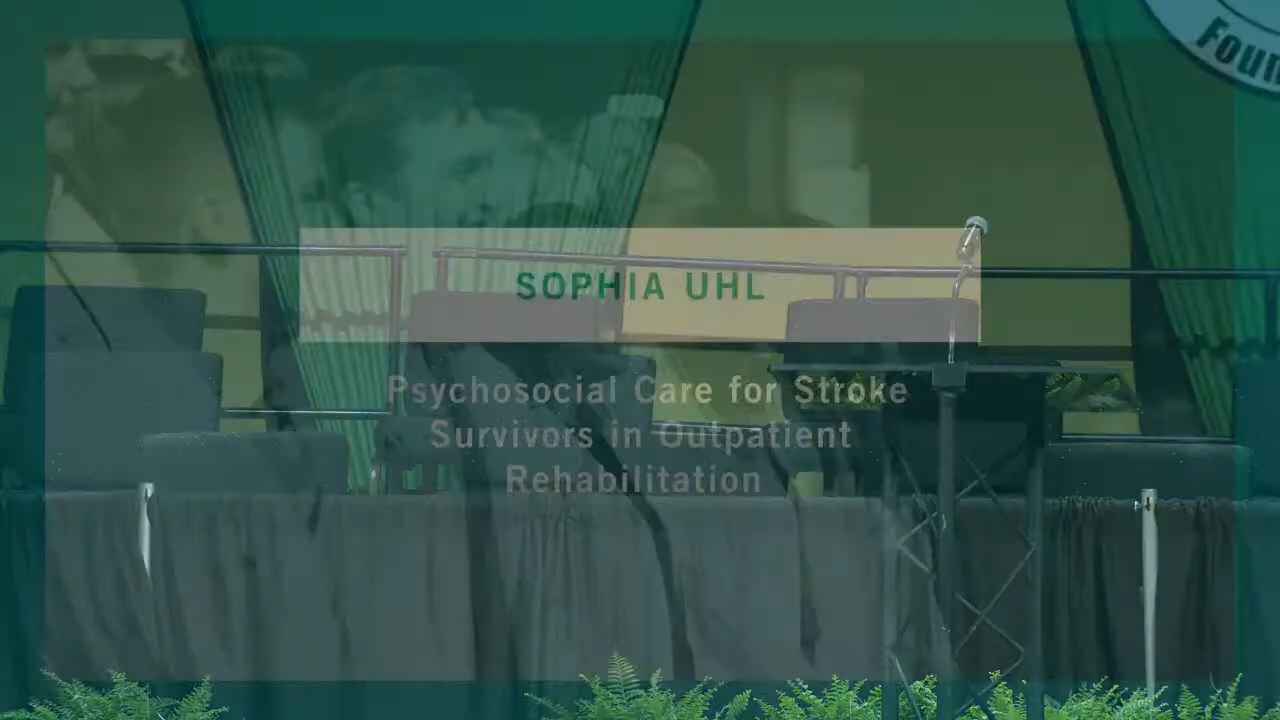 SOPHIA UHL
Psychosocial Care for Stroke
Survivors in Outpatient
Rehabilitation